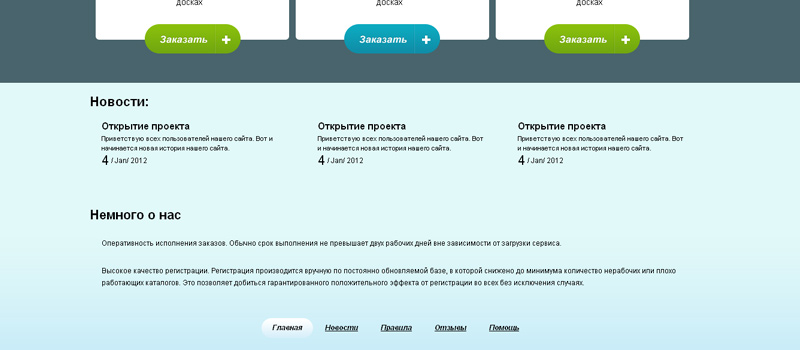 досках
досках
досках
Заказать
Заказать
Заказать
Новости:
Открытие проекта
Приветствую всех пользователей нашего сайта. Вот и
начинается новая история нашего сайта.
4 / Jan/ 2012
Открытие проекта
Приветствую всех пользователей нашего сайта. Вот
и начинается новая история нашего сайта.
4 / Jan/ 2012
Открытие проекта
Приветствую всех пользователей нашего сайта. Вот
и начинается новая история нашего сайта.
4 / Jan/ 2012
Немного о нас
Оперативность исполнения заказов. Обычно срок выполнения не превышает двух рабочих дней вне зависимости от загрузки сервиса.
Высокое качество регистрации. Регистрация производится вручную по постоянно обновляемой базе, в которой снижено до минимума количество нерабочих или плохо
работающих каталогов. Это позволяет добиться гарантированного положительного эффекта от регистрации во всех без исключения случаях.
Главная Новости Правила Отзывы Помощь